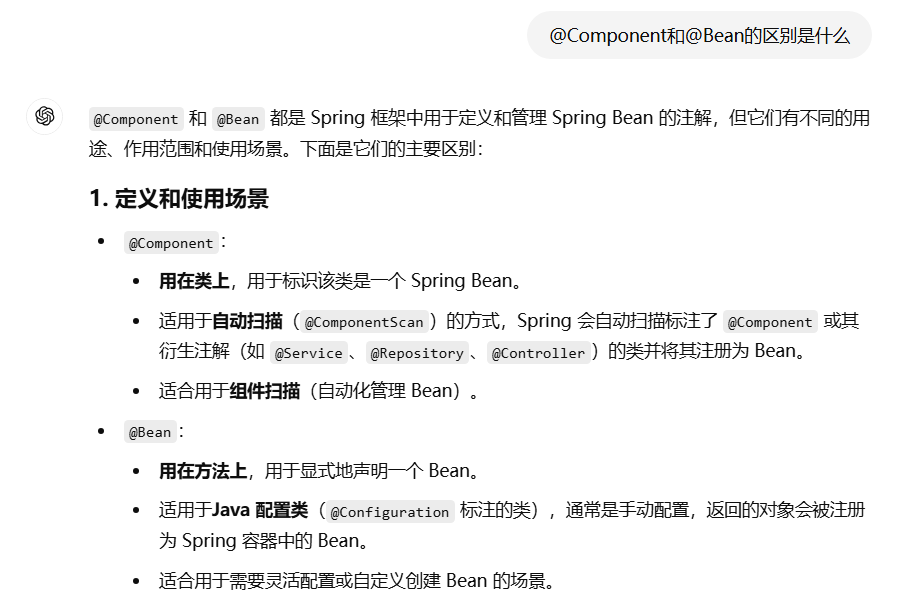 @Component和@Bean的区别是什么
@Component 和 @Bean 都是 Spring 框架中用于定义和管理 Spring Bean 的注解，但它们有不同的用
途、作用范围和使用场景。下面是它们的主要区别：
1. 定义和使用场景
• @Component：
• 用在类上，用于标识该类是一个 Spring Bean。
• 适用于自动扫描（@ComponentScan）的方式，Spring 会自动扫描标注了 @Component 或其
衍生注解（如 @Service、@Repository、@Controller）的类并将其注册为 Bean。
• 适合用于组件扫描（自动化管理 Bean）。
• @Bean：
• 用在方法上，用于显式地声明一个 Bean。
• 适用于Java 配置类（@Configuration 标注的类），通常是手动配置，返回的对象会被注册
为 Spring 容器中的 Bean。
• 适合用于需要灵活配置或自定义创建 Bean 的场景。